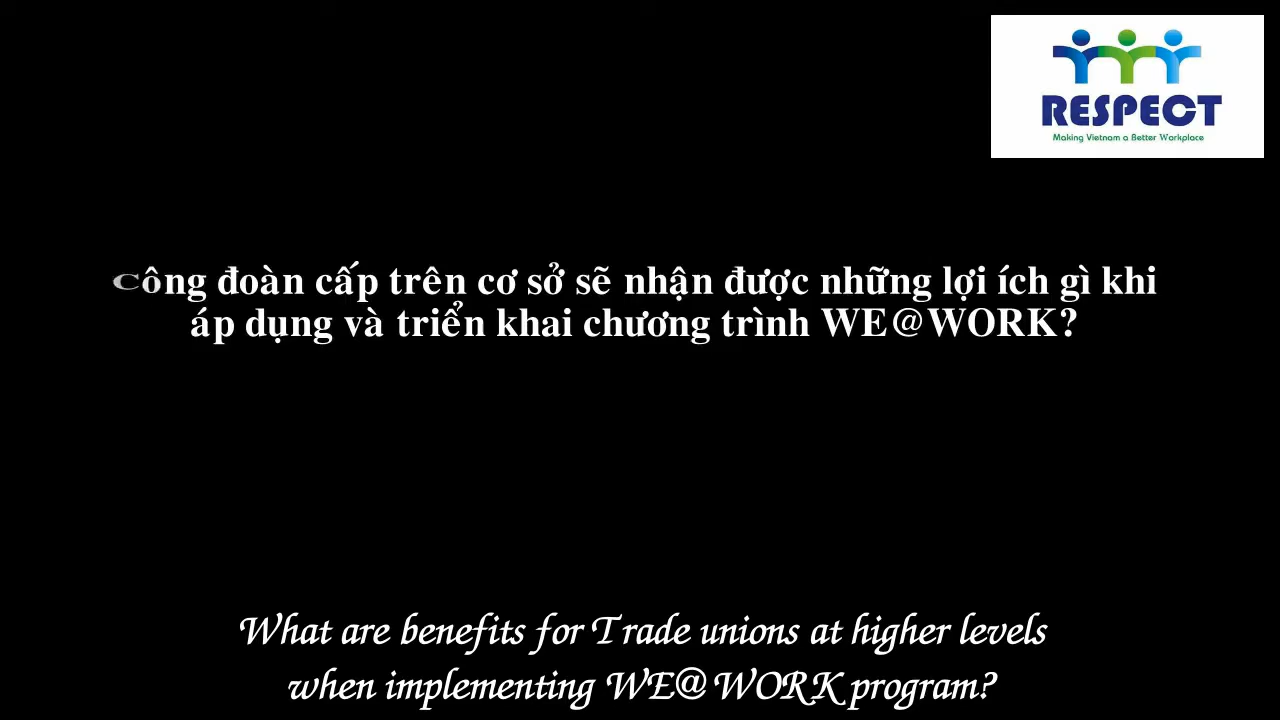 RESPECT
Making Vietnam a Better Workplace
Công đoàn cấp trên cơ sở sẽ nhận được những lợi ích gì khi
áp dụng và triển khai chương trình WE@WORK?
What are benefits for Trade unions at higher levels
when implementing WE@WORK program?